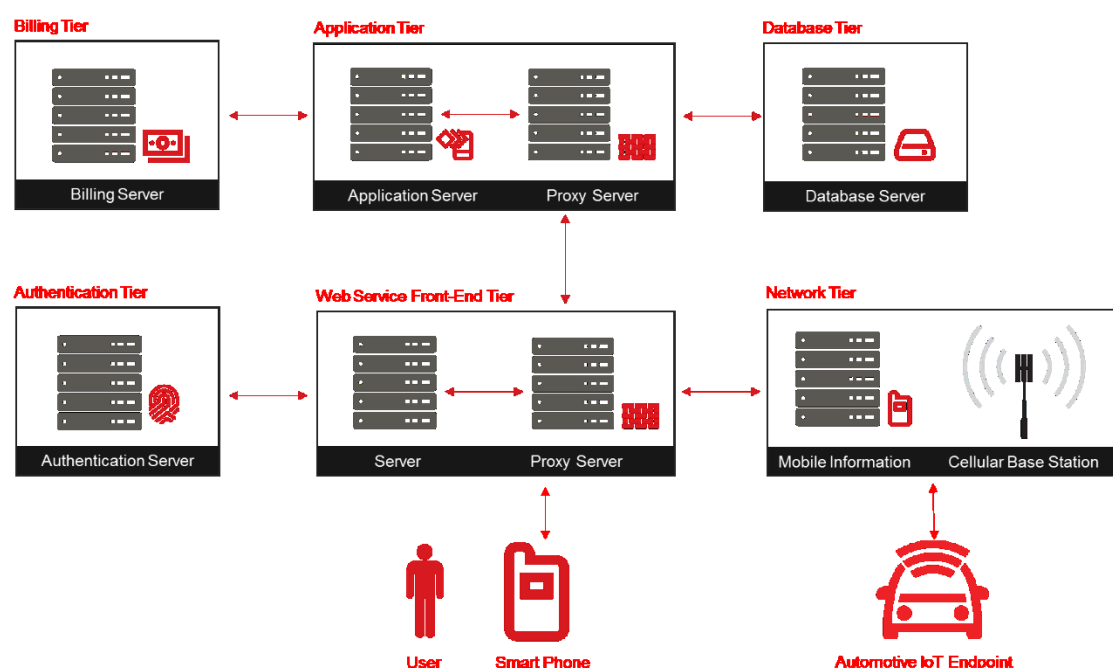 Billing Tier
Application Tier
Database Tier
Billing Server
Application Server
Proxy Server
Database Server
Authentication Tier
Web Service Front-End Tier
Network Tier
Authentication Server
Server
Proxy Server
Mobile Information
Cellular Base Station
User
Smart Phone
Automotive IoT Endpoint